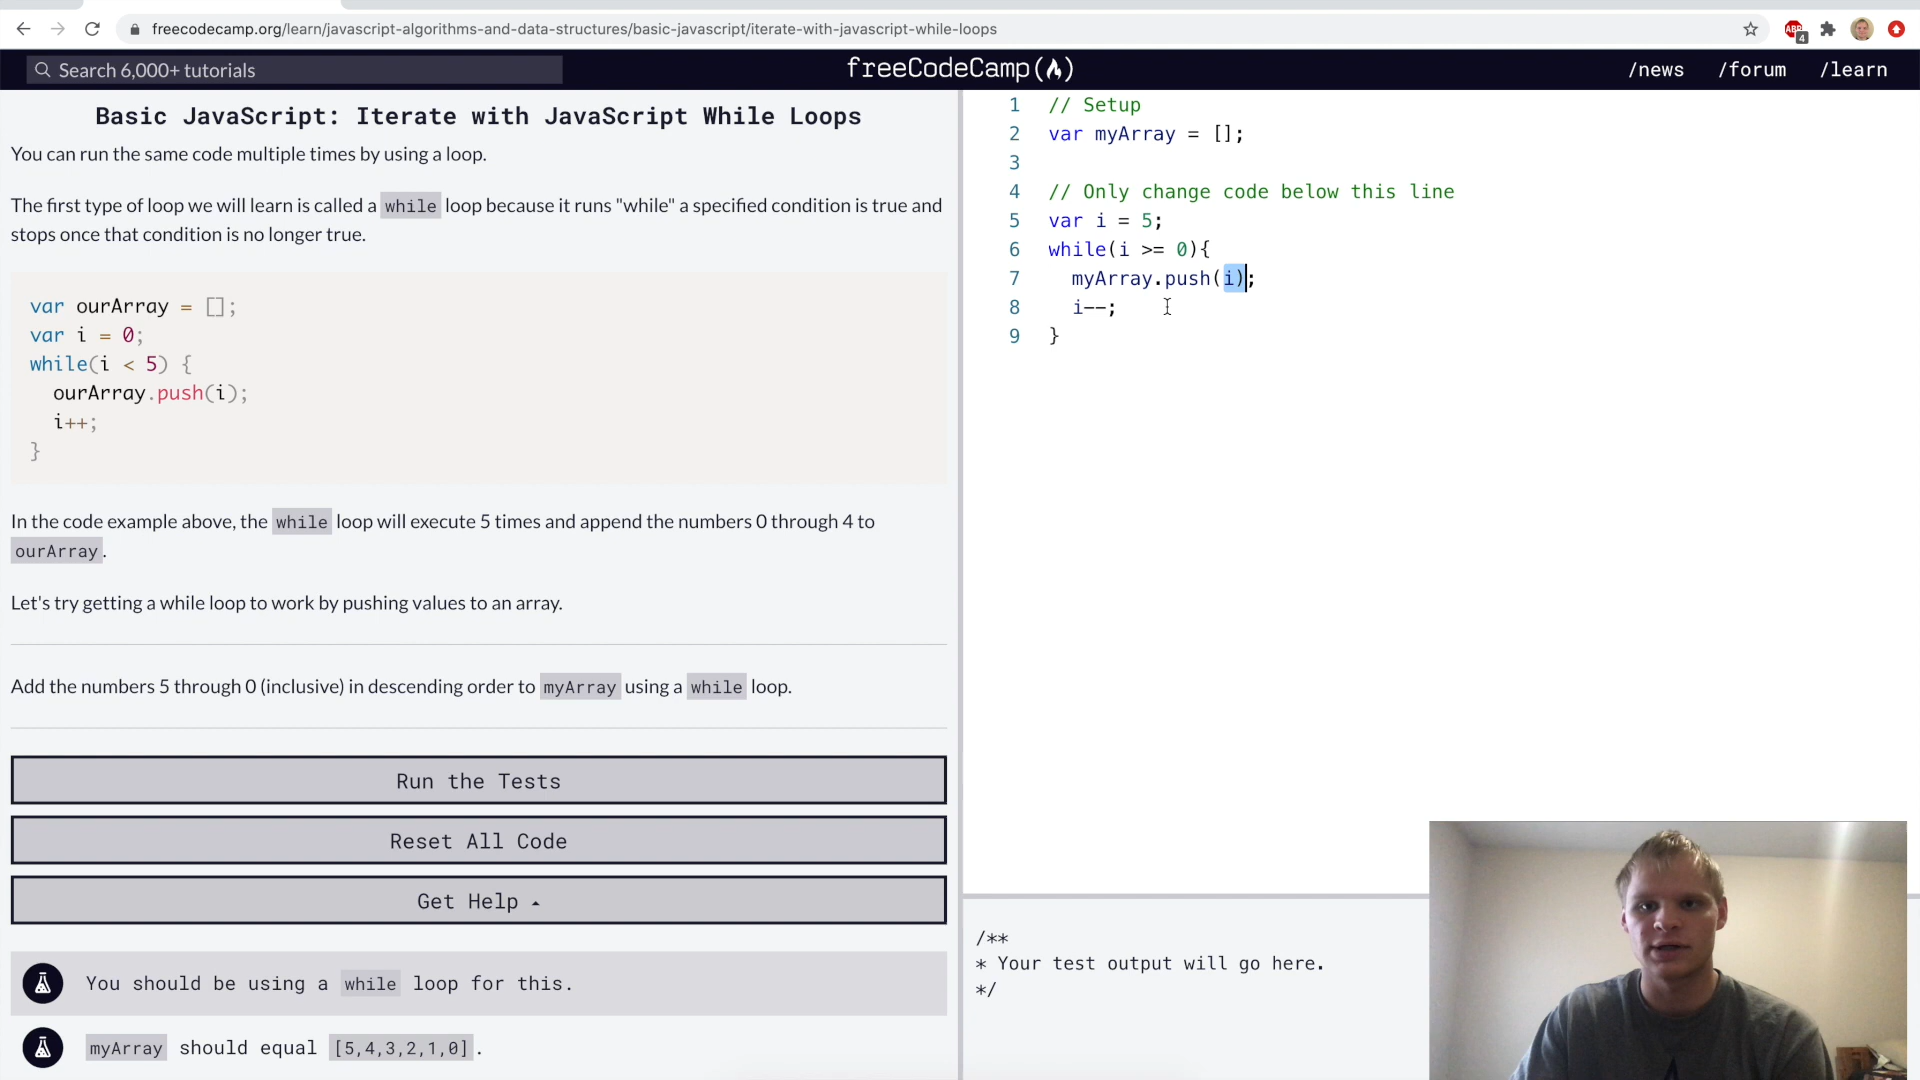 freecodecamp.org/learn/javascript-algorithms-and-data-structures/basic-javascript/iterate-with-javascript-while-loops
ABP
4
Search 6,000+ tutorials
freeCodeCamp
/news
/forum
/learn
Basic JavaScript: Iterate with JavaScript While Loops
You can run the same code multiple times by using a loop.
The first type of loop we will learn is called a while loop because it runs "while" a specified condition is true and
stops once that condition is no longer true.
var ourArray = [];
var i = 0;
while(i < 5) {
  ourArray.push(i);
  i++;
}
In the code example above, the while loop will execute 5 times and append the numbers 0 through 4 to
ourArray.
Let's try getting a while loop to work by pushing values to an array.
Add the numbers 5 through 0 (inclusive) in descending order to myArray using a while loop.
Run the Tests
Reset All Code
Get Help
You should be using a while loop for this.
myArray should equal [5,4,3,2,1,0].
1 // Setup
2 var myArray = [];
3
4 // Only change code below this line
5 var i = 5;
6 while(i >= 0){
7   myArray.push(i);
8   i--;
9 }
/**
* Your test output will go here.
*/